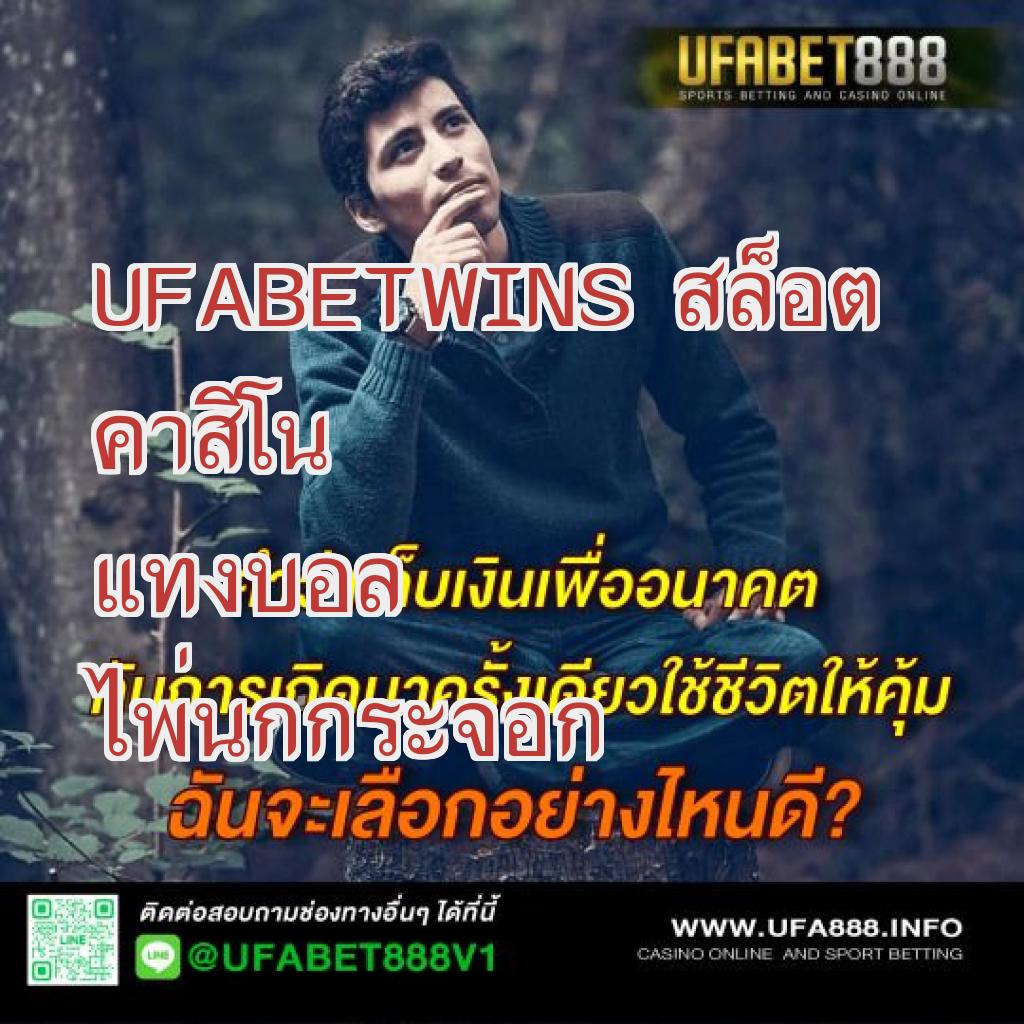 UFABET888
SPORTS BETTING AND CASINO ONLINE
UFABETWINS สล็อต
คาสิโน
แทงบอล
เงินเพื่ออนาคต
ไพ่นกกระจอก
ใช้ชีวิตให้คุ้ม
ฉันจะเลือกอย่างไหนดี?
ติดต่อสอบถามช่องทางอื่นๆ ได้ที่นี้
LINE
LINE
@UFABET888V1
WWW.UFA888.INFO
CASINO ONLINE AND SPORT BETTING